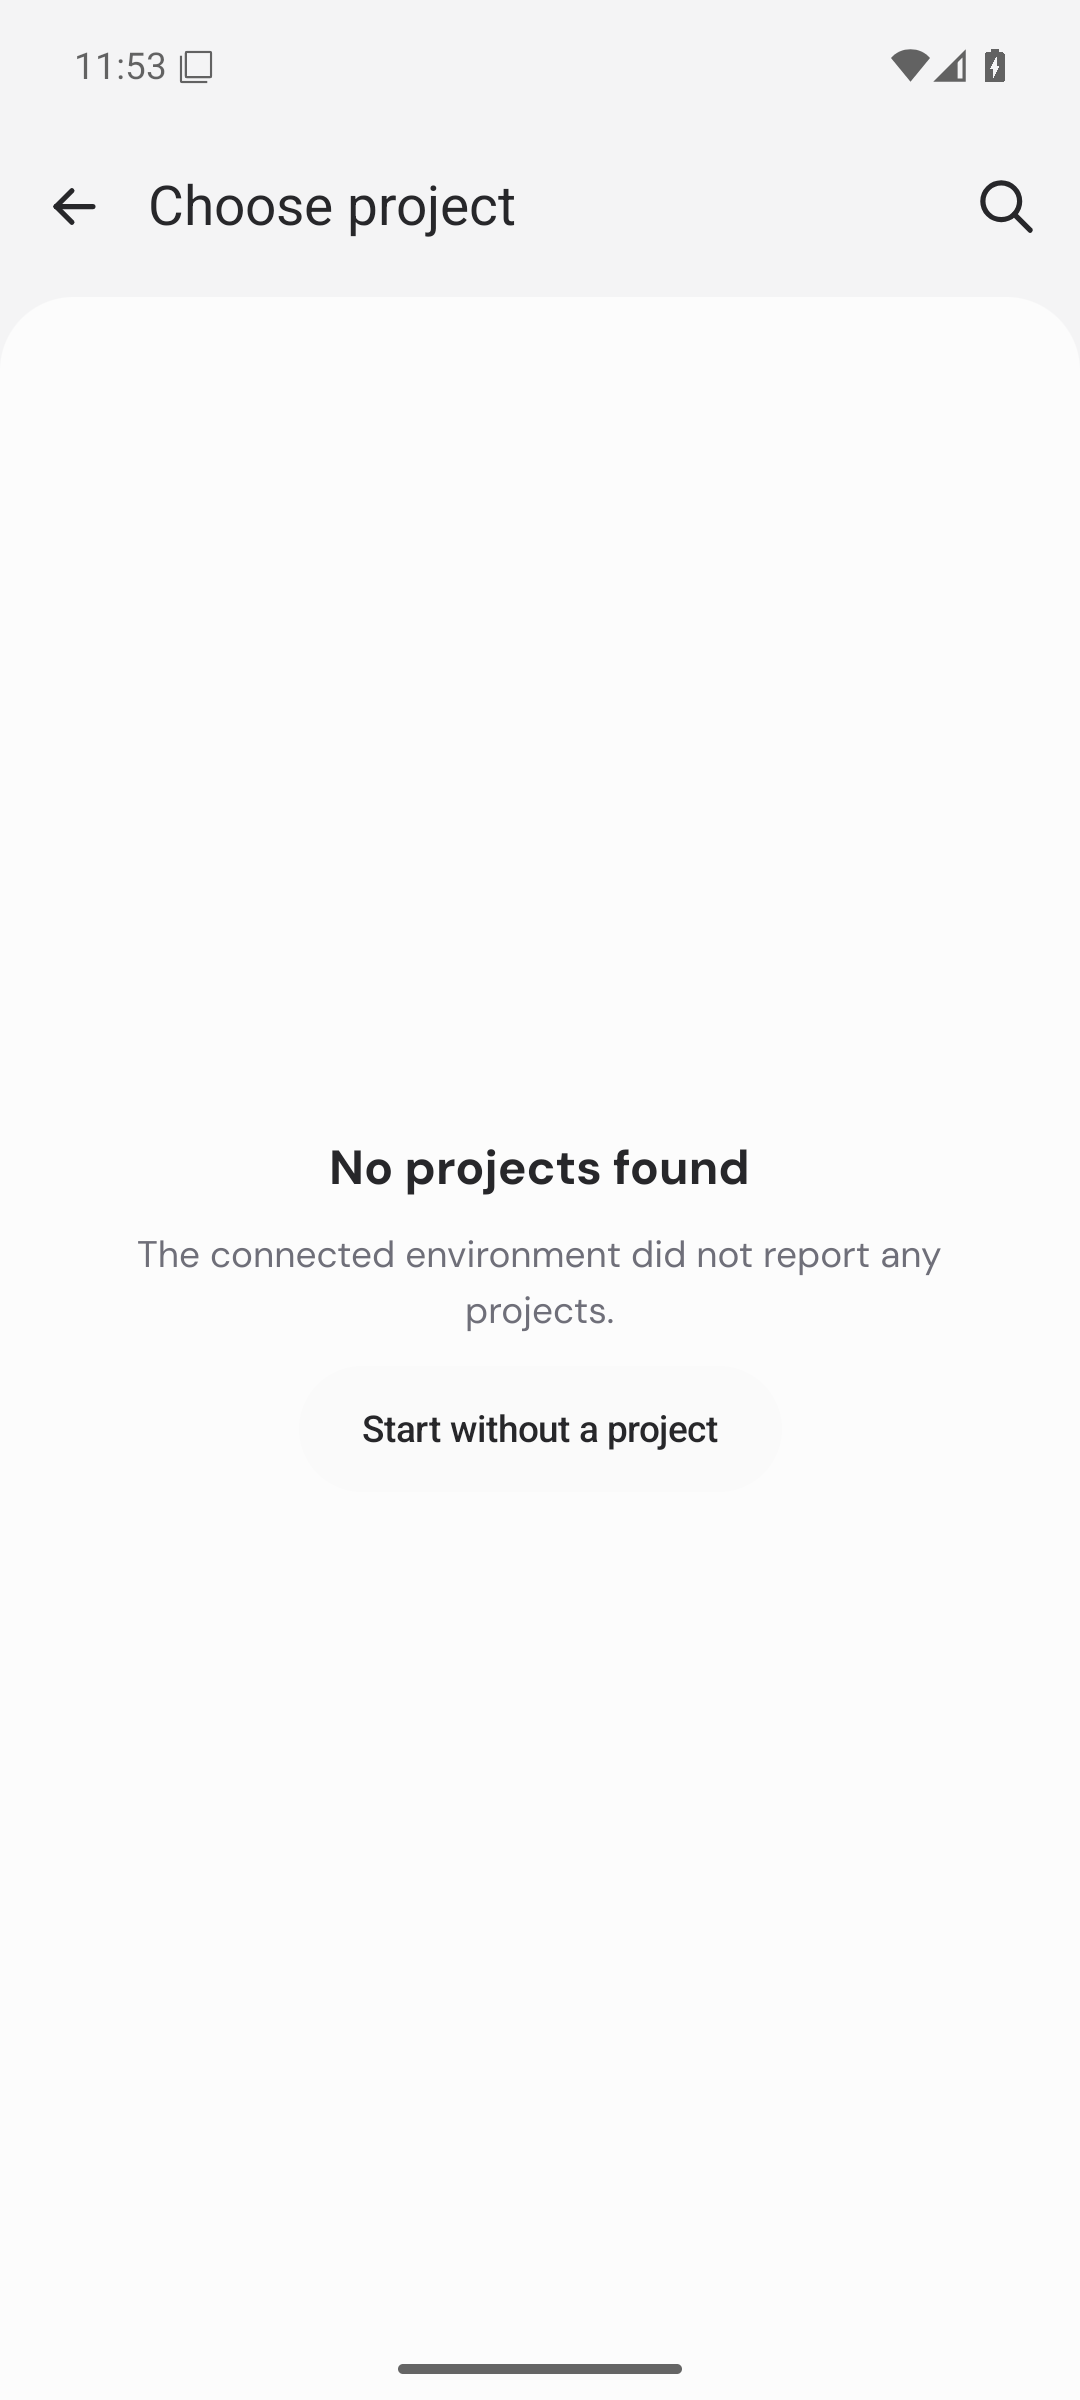 11:53
Choose project
No projects found
The connected environment did not report any
projects.
Start without a project